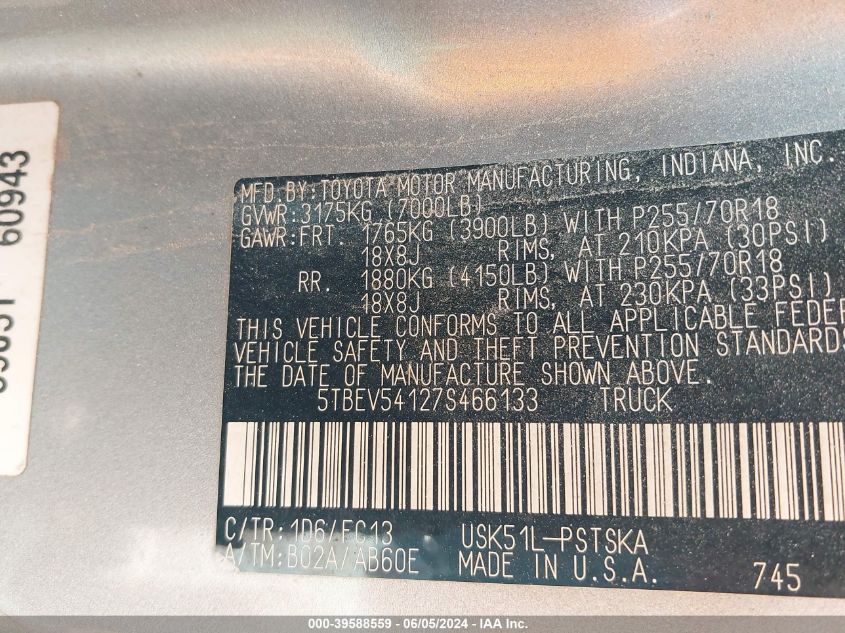 60943
MFD.BY:TOYOTA MOTOR MANUFACTURING, INDIANA, INC.
GVWR:3175KG (7000LB)
GAWR:FRT. 1765KG (3900LB) WITH P255/70R18
18X8J RIMS, AT 210KPA (30PSI)
RR. 1880KG (4150LB) WITH P255/70R18
18X8J RIMS, AT 230KPA (33PSI)
THIS VEHICLE CONFORMS TO ALL APPLICABLE FEDER
VEHICLE SAFETY AND THEFT PREVENTION STANDARDS
THE DATE OF MANUFACTURE SHOWN ABOVE.
5TBEV54127S466133 TRUCK
C/TR:1D6/FC13 USK51L-PSTSKA
A/TM:B02A/AB60E MADE IN U.S.A. 745
000-39588559 - 06/05/2024 - IAA Inc.